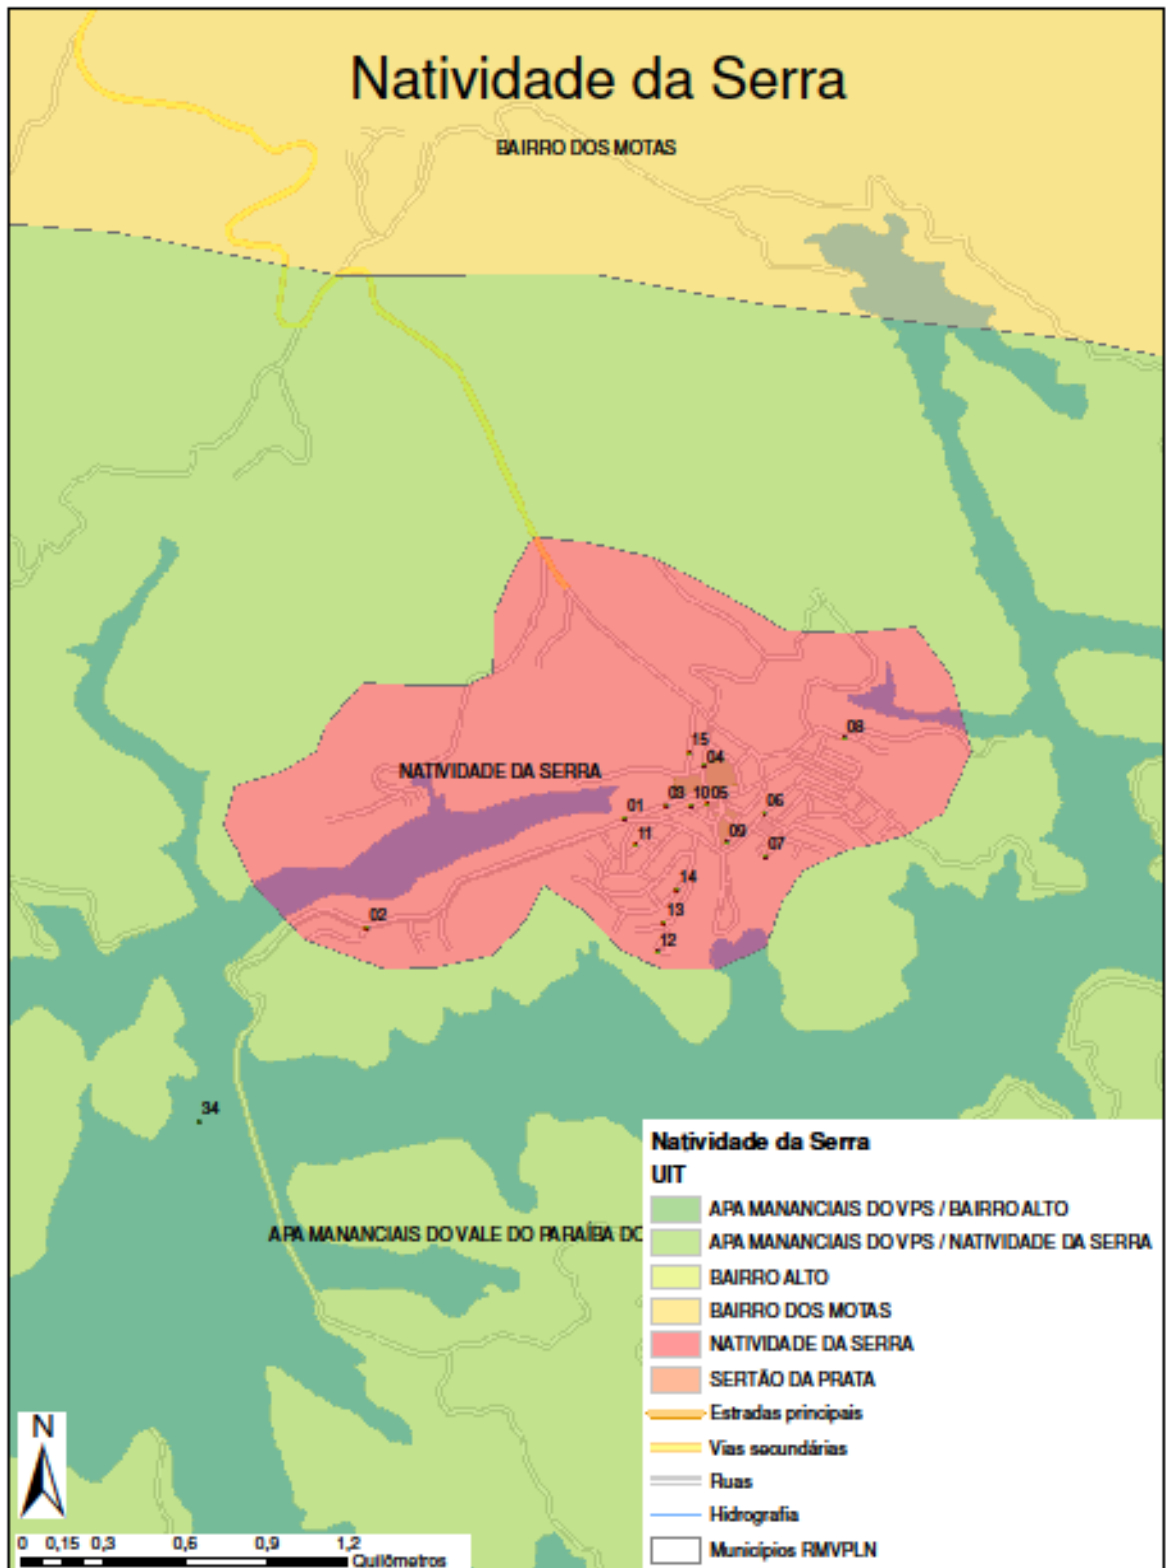 Natividade da Serra
BAIRRO DOS MOTAS
15
04
08
NATIVIDADE DA SERRA
01
03
10
05
06
11
09
07
14
13
02
12
34
APA MANANCIAIS DO VALE DO PARAÍBA DO
Natividade da Serra
UIT
APA MANANCIAIS DO VPS / BAIRRO ALTO
APA MANANCIAIS DO VPS / NATIVIDADE DA SERRA
BAIRRO ALTO
BAIRRO DOS MOTAS
NATIVIDADE DA SERRA
SERTÃO DA PRATA
Estradas principais
Vias secundárias
Ruas
Hidrografia
Municípios RMVPLN
N
0 0,15 0,3 0,6 0,9 1,2
Quilômetros